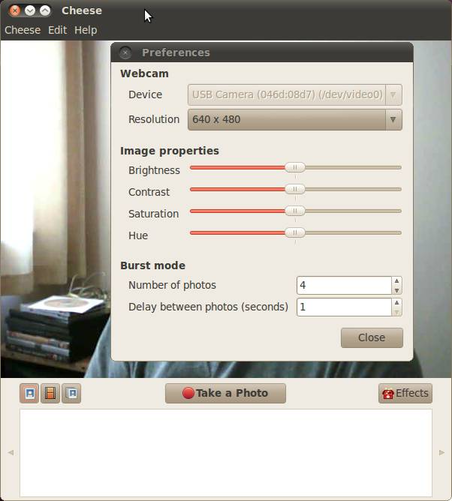 Cheese
Cheese Edit Help
Preferences
Webcam
Device USB Camera (046d:08d7) (/dev/video0)
Resolution 640 x 480
Image properties
Brightness
Contrast
Saturation
Hue
Burst mode
Number of photos 4
Delay between photos (seconds) 1
Close
Take a Photo Effects